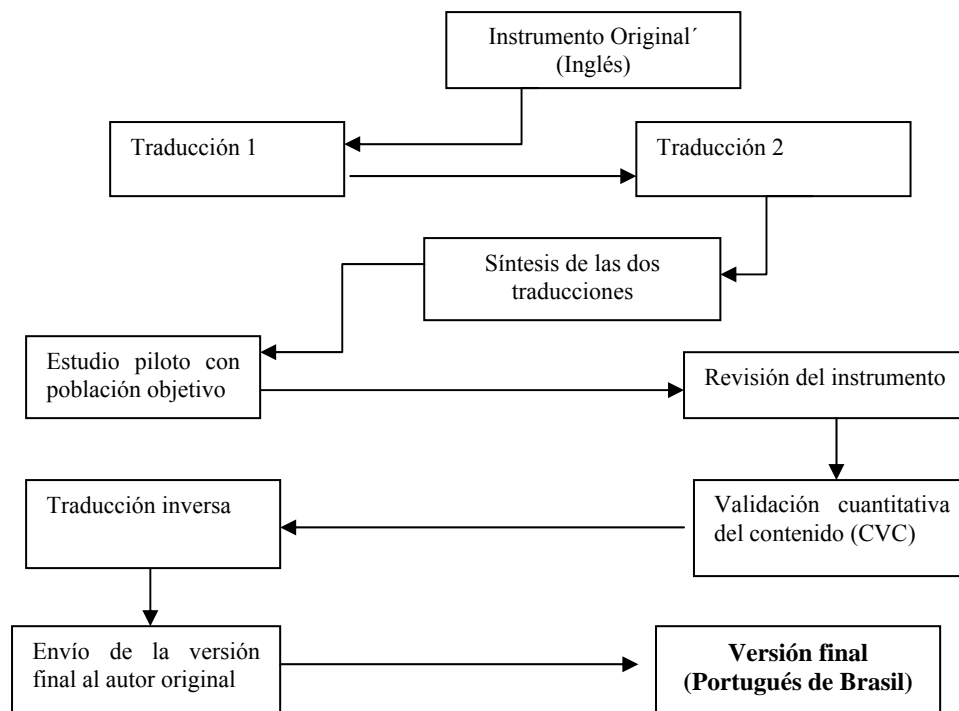 Instrumento Original´
(Inglés)
Traducción 1
Traducción 2
Síntesis de las dos
traducciones
Estudio piloto con
población objetivo
Revisión del instrumento
Traducción inversa
Validación cuantitativa
del contenido (CVC)
Envío de la versión
final al autor original
Versión final
(Portugués de Brasil)